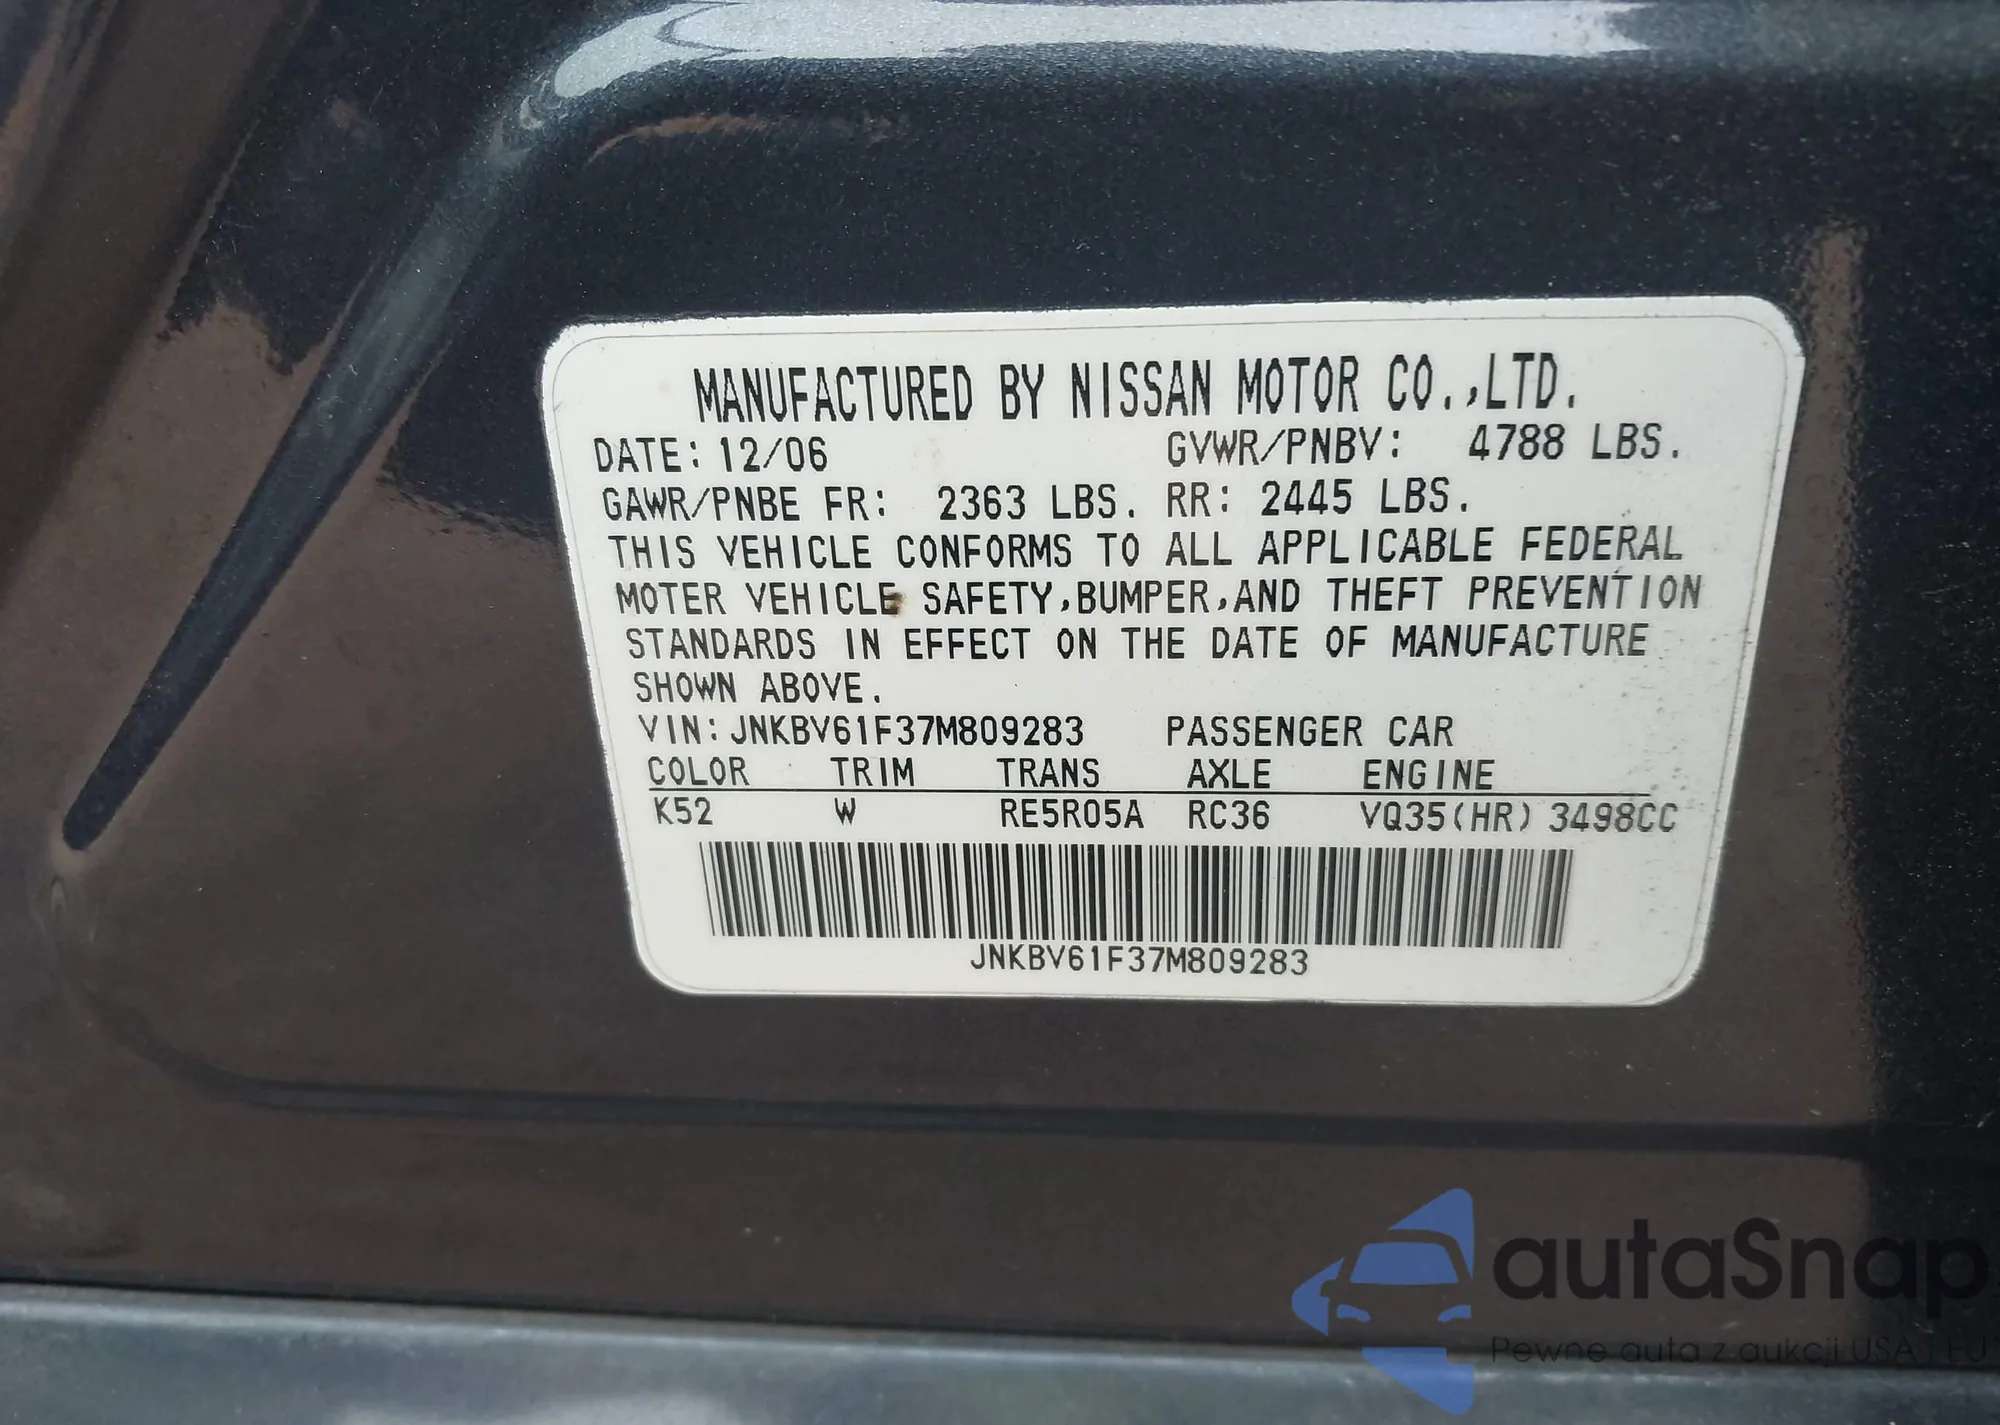 MANUFACTURED BY NISSAN MOTOR CO.,LTD.
DATE: 12/06 GVWR/PNBV: 4788 LBS.
GAWR/PNBE FR: 2363 LBS. RR: 2445 LBS.
THIS VEHICLE CONFORMS TO ALL APPLICABLE FEDERAL
MOTER VEHICLE SAFETY,BUMPER,AND THEFT PREVENTION
STANDARDS IN EFFECT ON THE DATE OF MANUFACTURE
SHOWN ABOVE.
VIN: JNKBV61F37M809283 PASSENGER CAR
COLOR TRIM TRANS AXLE ENGINE
K52 W RE5R05A RC36 VQ35(HR) 3498CC
JNKBV61F37M809283
autaSnap
Pewne auta z aukcji USA i EU